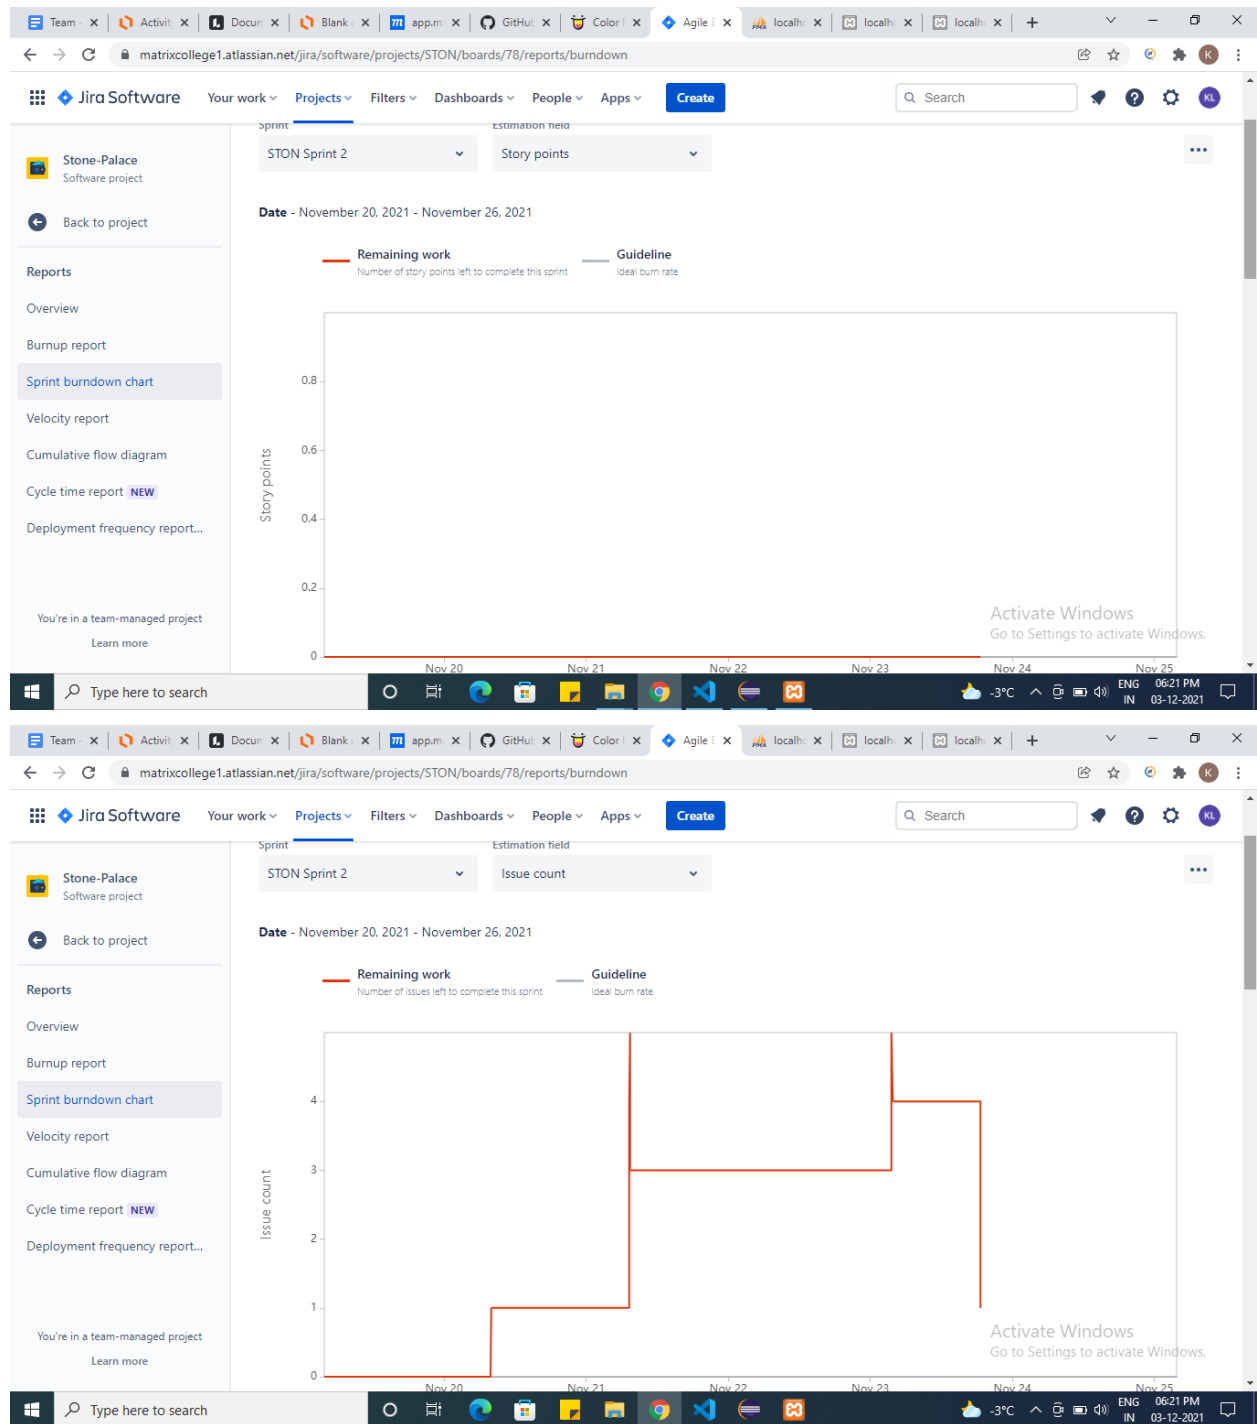 Team - Activity Docum Blank c app.m GitHub Color Agile localho localho localho
matrixcollege1.atlassian.net/jira/software/projects/STON/boards/78/reports/burndown K
Jira Software Your work Projects Filters Dashboards People Apps Create Search KL
Sprint Estimation field
STON Sprint 2 Story points
Stone-Palace
Software project
Back to project
Date - November 20, 2021 - November 26, 2021
Remaining work Guideline
Number of story points left to complete this sprint Ideal burn rate
Reports
Overview
Burnup report
Sprint burndown chart
Velocity report
Cumulative flow diagram
Cycle time report NEW
Deployment frequency report...
You're in a team-managed project
Learn more
Story points
0.8
0.6
0.4
0.2
0
Nov 20 Nov 21 Nov 22 Nov 23 Nov 24 Nov 25
Activate Windows
Go to Settings to activate Windows.
Type here to search -3°C ENG 06:21 PM
IN 03-12-2021
Team - Activity Docum Blank c app.m GitHub Color Agile localho localho localho
matrixcollege1.atlassian.net/jira/software/projects/STON/boards/78/reports/burndown K
Jira Software Your work Projects Filters Dashboards People Apps Create Search KL
Sprint Estimation field
STON Sprint 2 Issue count
Stone-Palace
Software project
Back to project
Date - November 20, 2021 - November 26, 2021
Remaining work Guideline
Number of issues left to complete this sprint Ideal burn rate
Reports
Overview
Burnup report
Sprint burndown chart
Velocity report
Cumulative flow diagram
Cycle time report NEW
Deployment frequency report...
You're in a team-managed project
Learn more
Issue count
4
3
2
1
0
Nov 20 Nov 21 Nov 22 Nov 23 Nov 24 Nov 25
Activate Windows
Go to Settings to activate Windows.
Type here to search -3°C ENG 06:21 PM
IN 03-12-2021